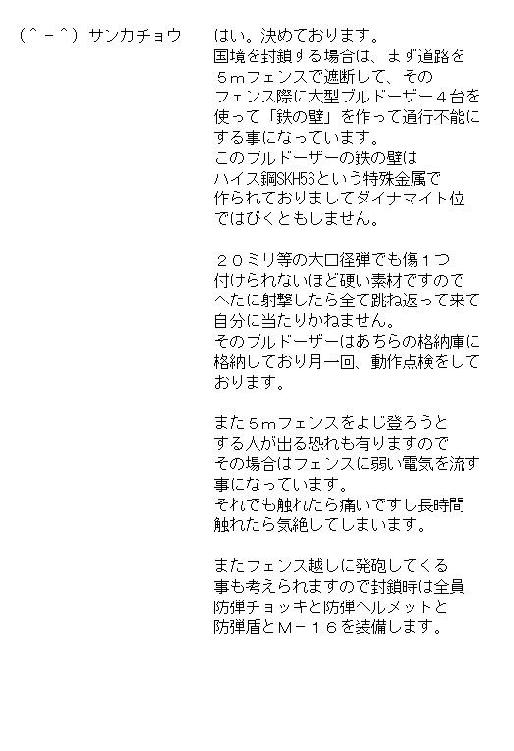 (＾－＾) サンカチョウ　　はい。決めております。
国境を封鎖する場合は、まず道路を
５ｍフェンスで遮断して、その
フェンス際に大型ブルドーザー４台を
使って「鉄の壁」を作って通行不能に
する事になっています。
このブルドーザーの鉄の壁は
ハイス鋼SKH56という特殊金属で
作られておりましてダイナマイト位
ではびくともしません。
２０ミリ等の大口径弾でも傷１つ
付けられないほど硬い素材ですので
へたに射撃したら全て跳ね返って来て
自分に当たりかねません。
そのブルドーザーはあちらの格納庫に
格納しており月一回、動作点検をして
おります。
また５ｍフェンスをよじ登ろうと
する人が出る恐れも有りますので
その場合はフェンスに弱い電気を流す
事になっています。
それでも触れたら痛いですし長時間
触れたら気絶してしまいます。
またフェンス越しに発砲してくる
事も考えられますので封鎖時は全員
防弾チョッキと防弾ヘルメットと
防弾盾とＭ－１６を装備します。